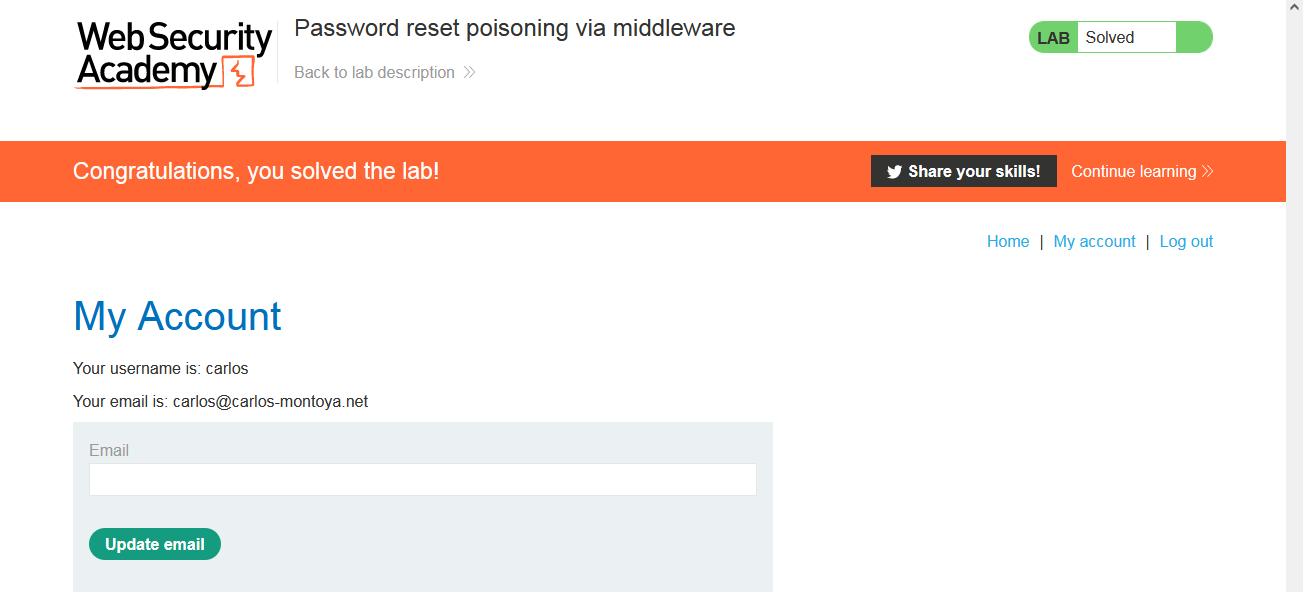 Web Security
Academy
Password reset poisoning via middleware
Back to lab description
LAB Solved
Congratulations, you solved the lab!
Share your skills!
Continue learning
Home | My account | Log out
My Account
Your username is: carlos
Your email is: carlos@carlos-montoya.net
Email
Update email